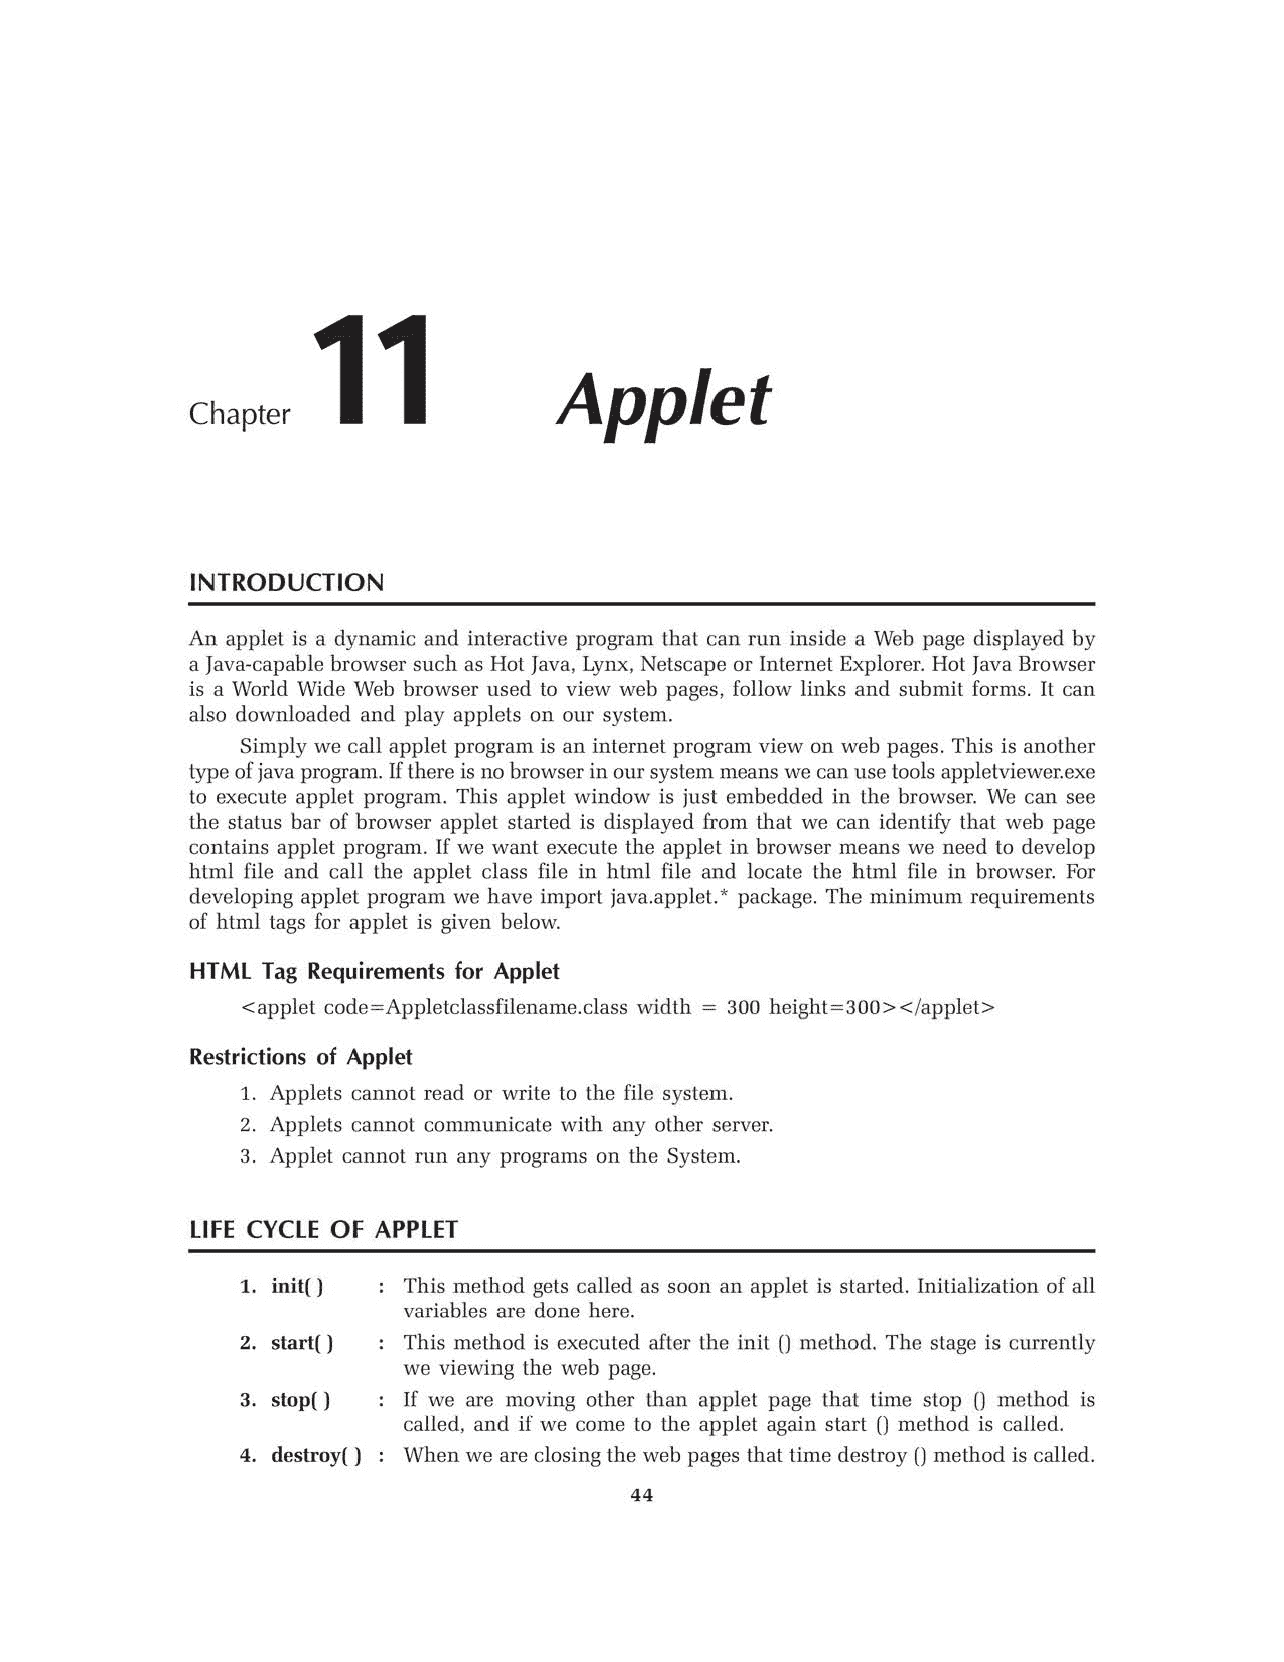 Chapter 11 Applet
INTRODUCTION
An applet is a dynamic and interactive program that can run inside a Web page displayed by
a Java-capable browser such as Hot Java, Lynx, Netscape or Internet Explorer. Hot Java Browser
is a World Wide Web browser used to view web pages, follow links and submit forms. It can
also downloaded and play applets on our system.
Simply we call applet program is an internet program view on web pages. This is another
type of java program. If there is no browser in our system means we can use tools appletviewer.exe
to execute applet program. This applet window is just embedded in the browser. We can see
the status bar of browser applet started is displayed from that we can identify that web page
contains applet program. If we want execute the applet in browser means we need to develop
html file and call the applet class file in html file and locate the html file in browser. For
developing applet program we have import java.applet.* package. The minimum requirements
of html tags for applet is given below.
HTML Tag Requirements for Applet
<applet code=Appletclassfilename.class width = 300 height=300></applet>
Restrictions of Applet
1. Applets cannot read or write to the file system.
2. Applets cannot communicate with any other server.
3. Applet cannot run any programs on the System.
LIFE CYCLE OF APPLET
1. init( ) : This method gets called as soon an applet is started. Initialization of all
variables are done here.
2. start( ) : This method is executed after the init () method. The stage is currently
we viewing the web page.
3. stop( ) : If we are moving other than applet page that time stop () method is
called, and if we come to the applet again start () method is called.
4. destroy( ) : When we are closing the web pages that time destroy () method is called.
44